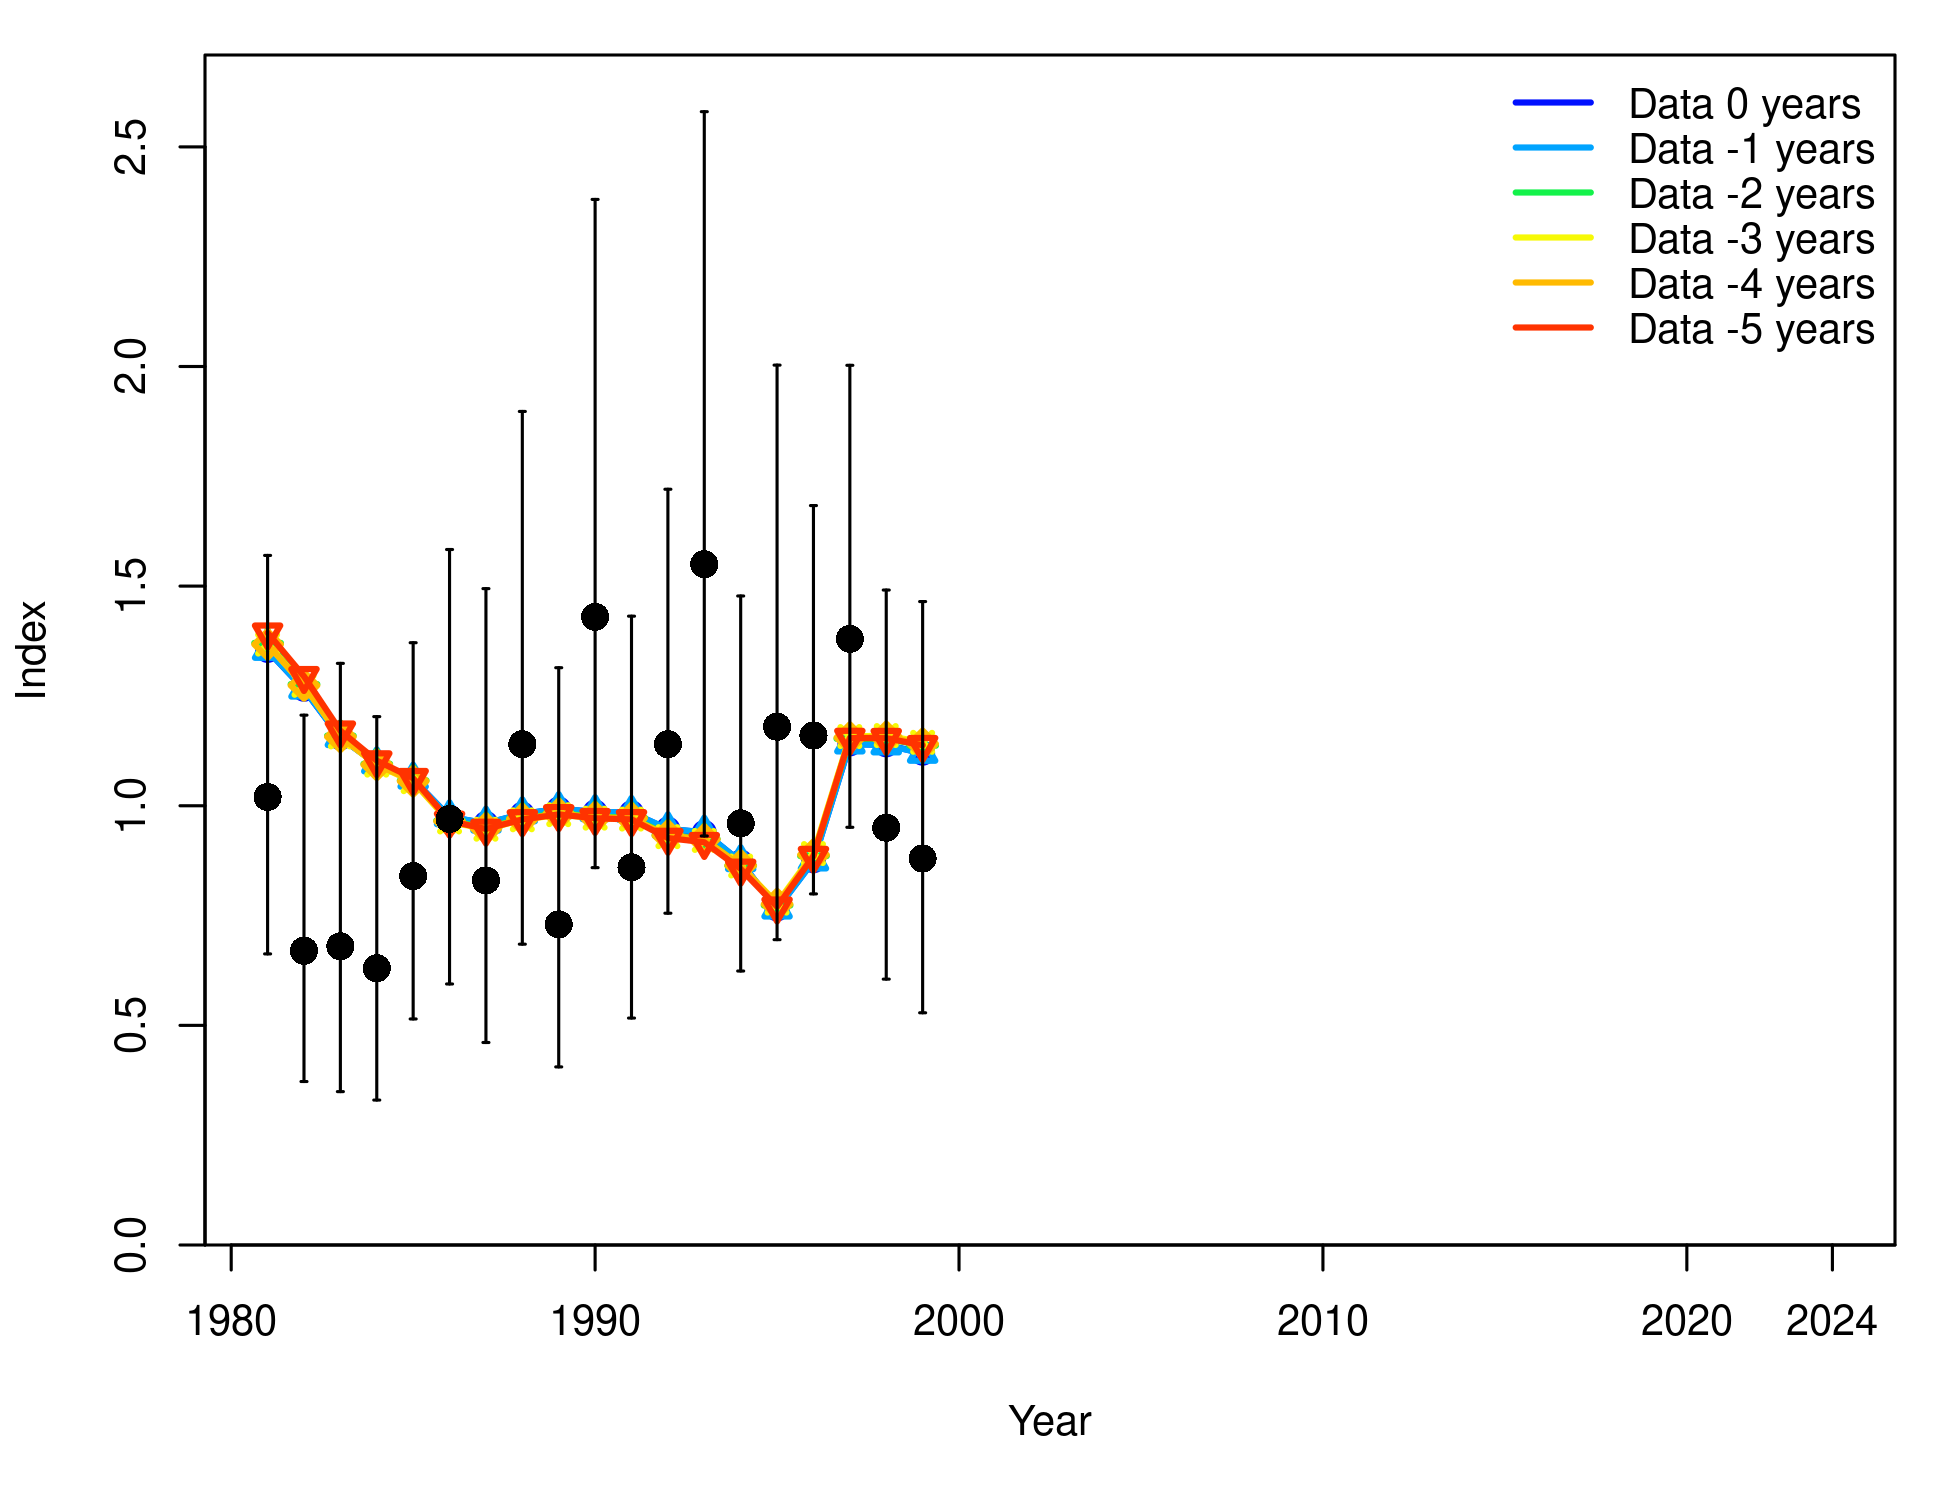 Data 0 years
Data -1 years
Data -2 years
Data -3 years
Data -4 years
Data -5 years
2.5
2.0
1.5
1.0
0.5
0.0
Index
1980 1990 2000 2010 2020 2024
Year